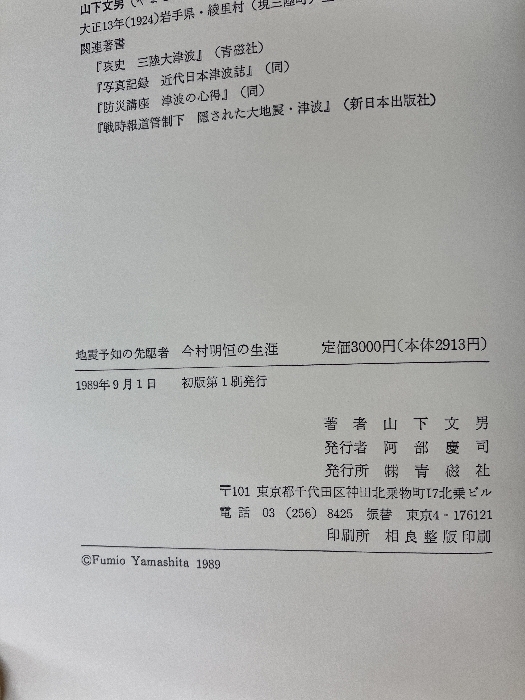 山下文男
大正13年(1924)岩手県・綾里村(現三陸町)
関連著書
『哀史 三陸大津波』(青磁社)
『写真記録 近代日本津波誌』(同)
『防災講座 津波の心得』(同)
『戦時報道管制下 隠された大地震・津波』(新日本出版社)
地震予知の先駆者 今村明恒の生涯 定価3000円(本体2913円)
1989年9月1日 初版第1刷発行
著者 山下文男
発行者 阿部慶司
発行所 ㈱青磁社
〒101 東京都千代田区神田北乗物町17北乗ビル
電話 03 (256) 8425 振替 東京4-176121
印刷所 相良整版印刷
©Fumio Yamashita 1989